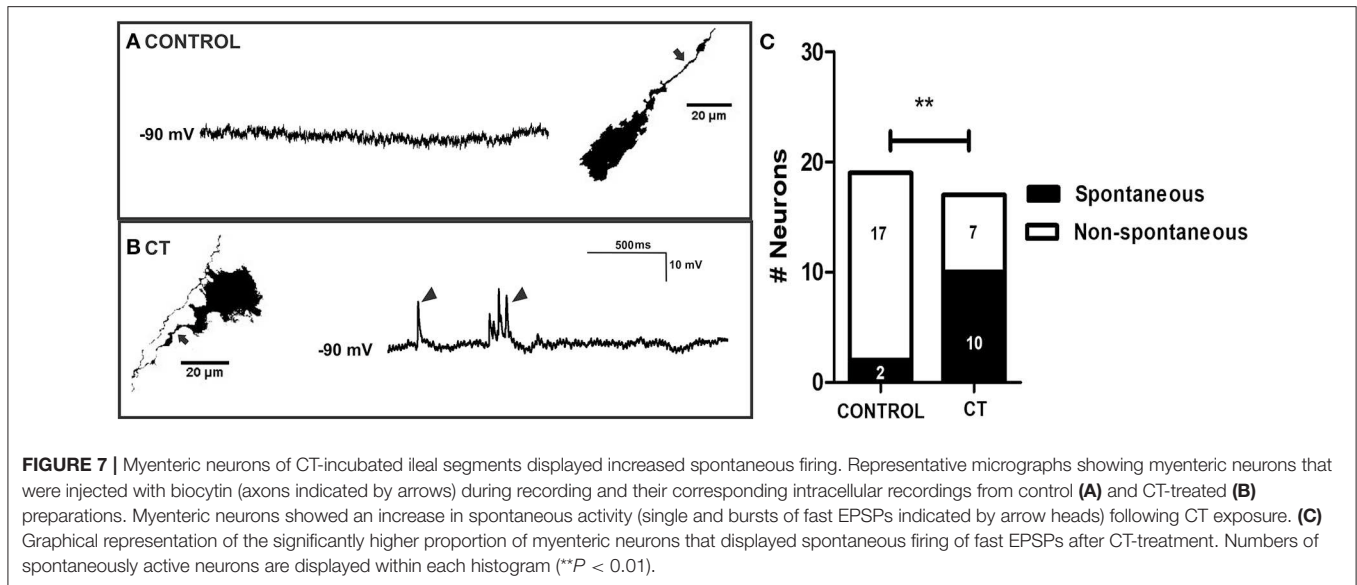 A CONTROL
-90 mV
20 µm
B CT
500ms
10 mV
-90 mV
20 µm
C
30
20
10
0
# Neurons
**
17
2
7
10
CONTROL
CT
Spontaneous
Non-spontaneous
FIGURE 7 | Myenteric neurons of CT-incubated ileal segments displayed increased spontaneous firing. Representative micrographs showing myenteric neurons that
were injected with biocytin (axons indicated by arrows) during recording and their corresponding intracellular recordings from control (A) and CT-treated (B)
preparations. Myenteric neurons showed an increase in spontaneous activity (single and bursts of fast EPSPs indicated by arrow heads) following CT exposure. (C)
Graphical representation of the significantly higher proportion of myenteric neurons that displayed spontaneous firing of fast EPSPs after CT-treatment. Numbers of
spontaneously active neurons are displayed within each histogram (**P < 0.01).